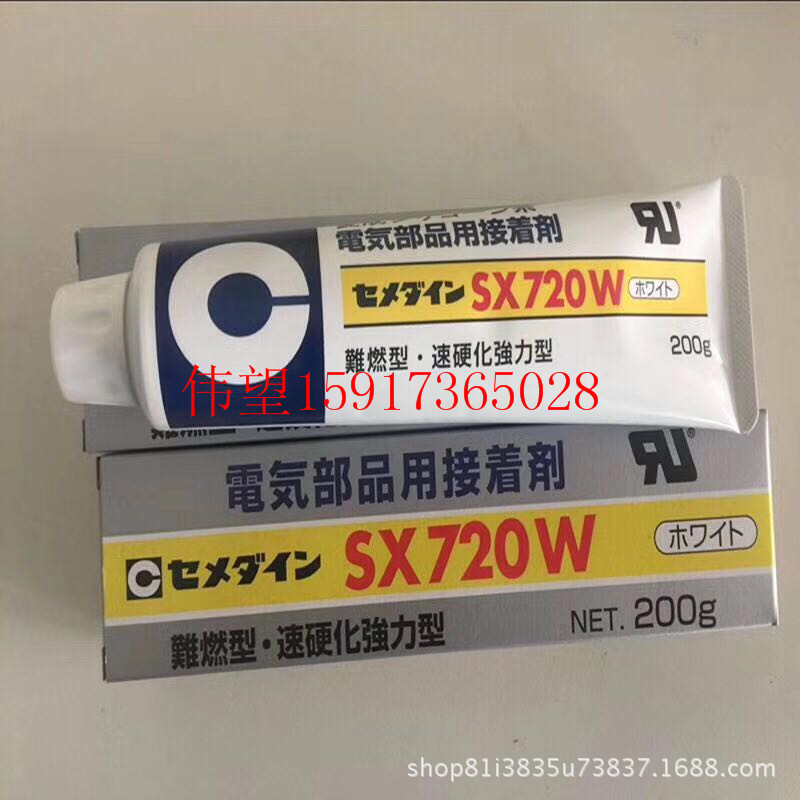 電気部品用接着剤
セメダイン SX720W ホワイト
難燃型・速硬化強力型
200g
伟望15917365028
電気部品用接着剤
C セメダイン SX720W ホワイト
難燃型・速硬化強力型
NET. 200g
shop81i3835u73837.1688.com